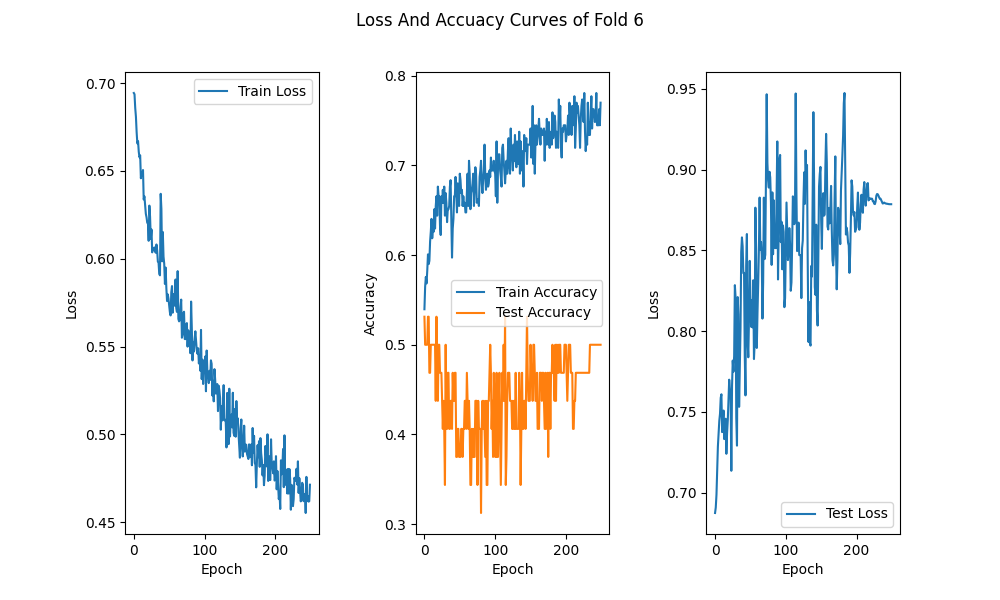 Loss And Accuacy Curves of Fold 6
Loss
0.70
0.65
0.60
0.55
0.50
0.45
Train Loss
0 100 200
Epoch
Accuracy
0.8
0.7
0.6
0.5
0.4
0.3
Train Accuracy
Test Accuracy
0 100 200
Epoch
Loss
0.95
0.90
0.85
0.80
0.75
0.70
Test Loss
0 100 200
Epoch